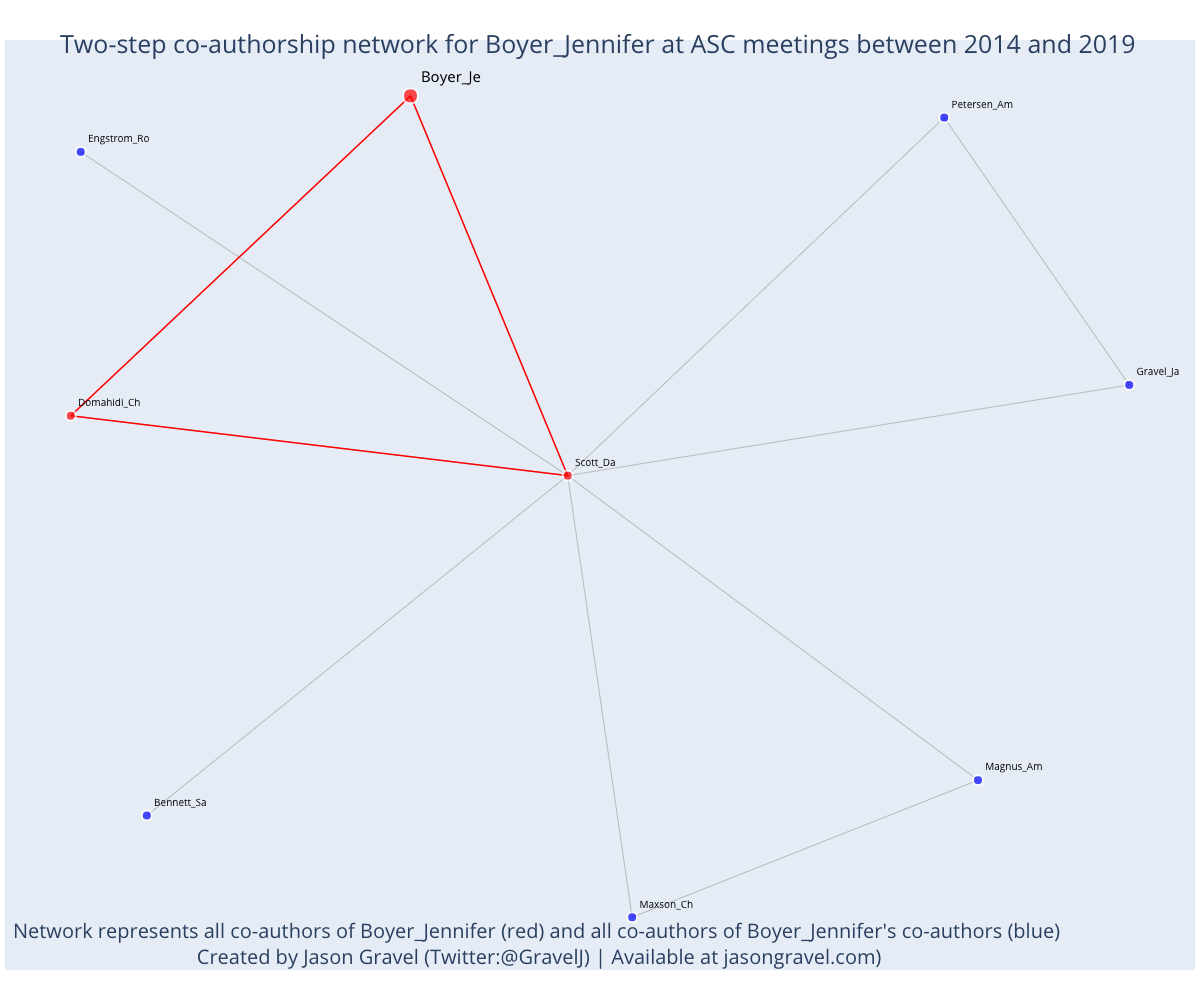 Two-step co-authorship network for Boyer_Jennifer at ASC meetings between 2014 and 2019
Boyer_Je
Petersen_Am
Engstrom_Ro
Gravel_Ja
Domahidi_Ch
Scott_Da
Magnus_Am
Bennett_Sa
Maxson_Ch
Network represents all co-authors of Boyer_Jennifer (red) and all co-authors of Boyer_Jennifer's co-authors (blue)
Created by Jason Gravel (Twitter:@GravelJ) | Available at jasongravel.com)